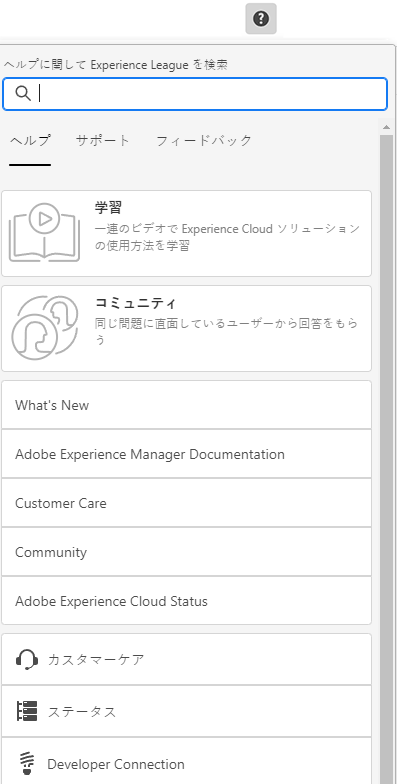 ヘルプに関して Experience League を検索
ヘルプ サポート フィードバック
学習
一連のビデオで Experience Cloud ソリューション
の使用方法を学習
コミュニティ
同じ問題に直面しているユーザーから回答をもら
う
What's New
Adobe Experience Manager Documentation
Customer Care
Community
Adobe Experience Cloud Status
カスタマーケア
ステータス
Developer Connection